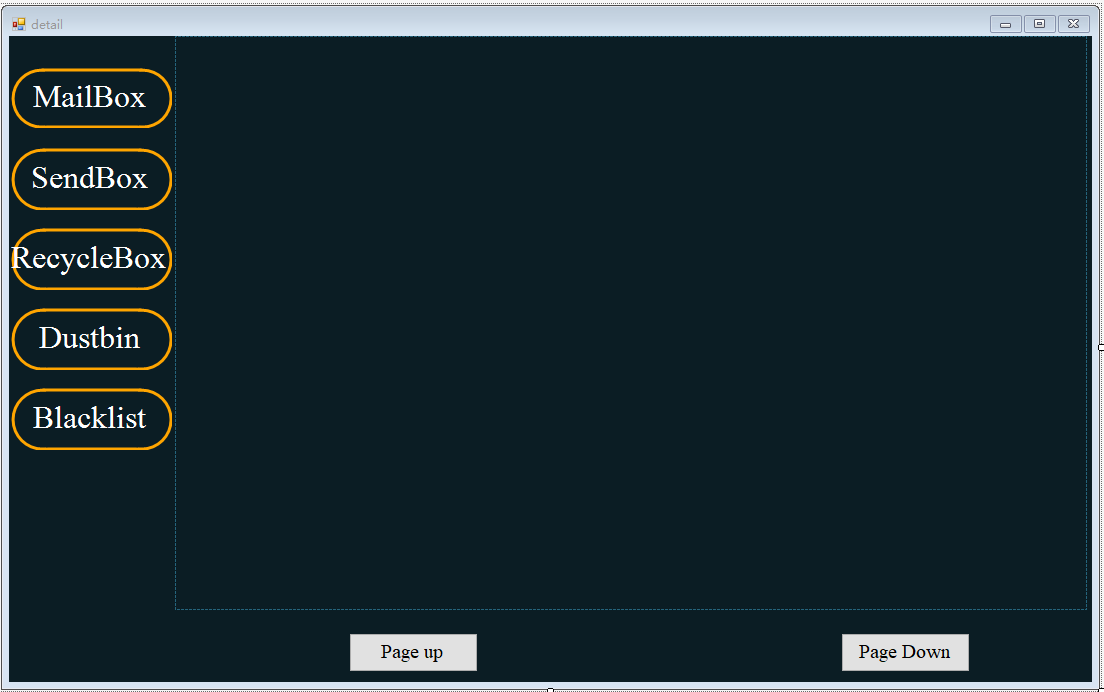 detail
MailBox
SendBox
RecycleBox
Dustbin
Blacklist
Page up
Page Down